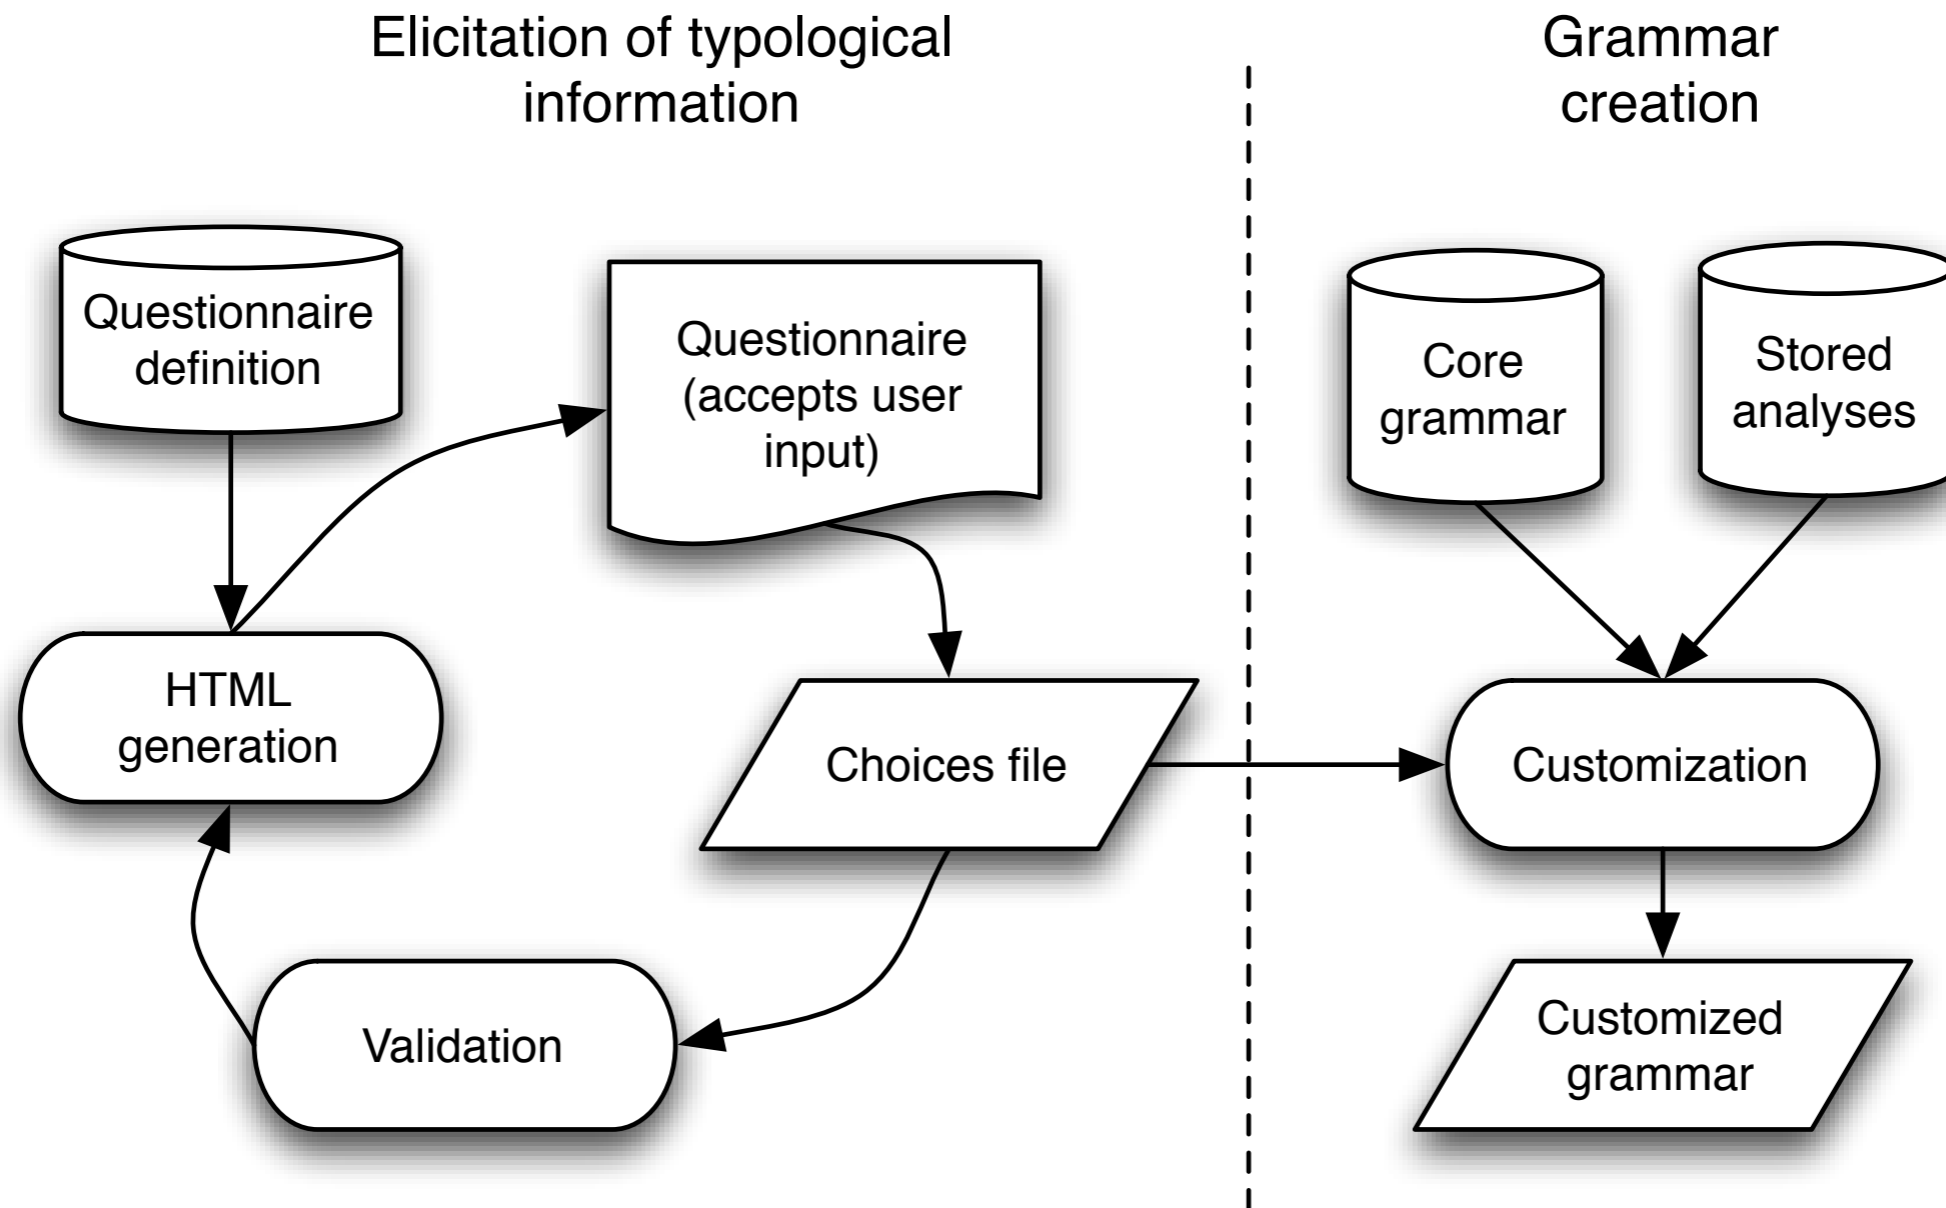 Elicitation of typological
information
Grammar
creation
Questionnaire
definition
Questionnaire
(accepts user
input)
Core
grammar
Stored
analyses
HTML
generation
Choices file
Customization
Validation
Customized
grammar